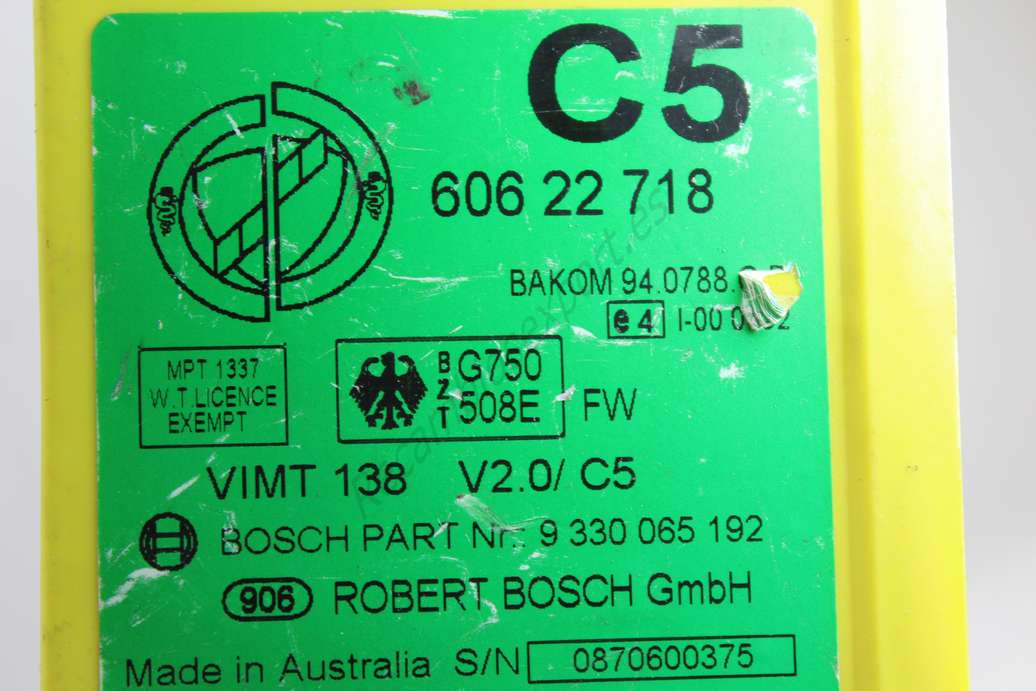 C5
606 22 718
BAKOM 94.0788.
e4 I-00
MPT 1337
W.T.LICENCE
EXEMPT
BZT
G750
508E
FW
VIMT 138 V2.0/ C5
BOSCH PART Nr.: 9 330 065 192
906 ROBERT BOSCH GmbH
Made in Australia S/N 0870600375